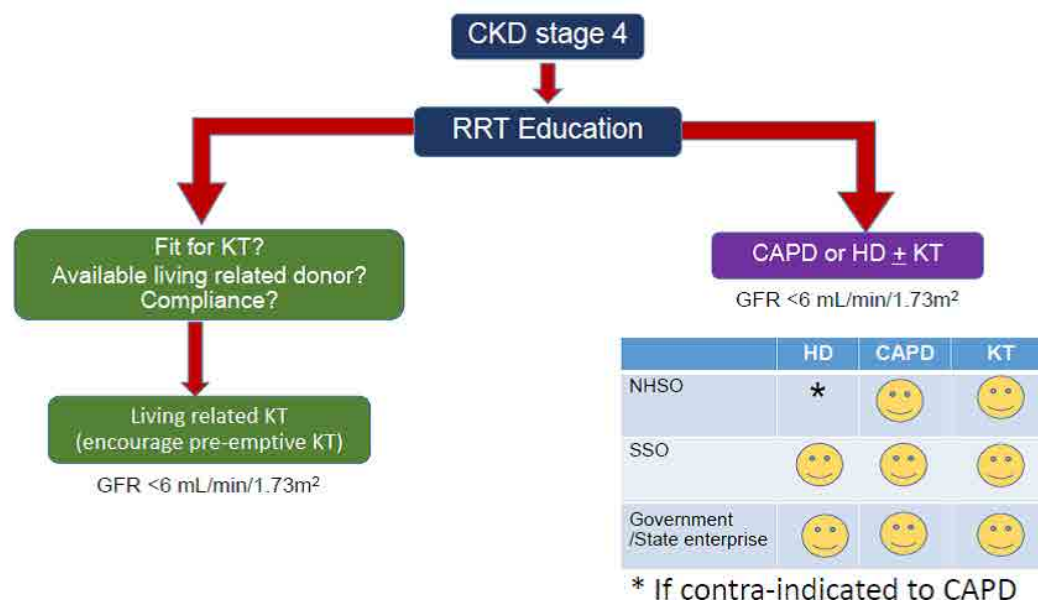 CKD stage 4
RRT Education
Fit for KT?
Available living related donor?
Compliance?
CAPD or HD ± KT
GFR <6 mL/min/1.73m²
Living related KT
(encourage pre-emptive KT)
GFR <6 mL/min/1.73m²
HD CAPD KT
NHSO *
SSO
Government
/State enterprise
* If contra-indicated to CAPD